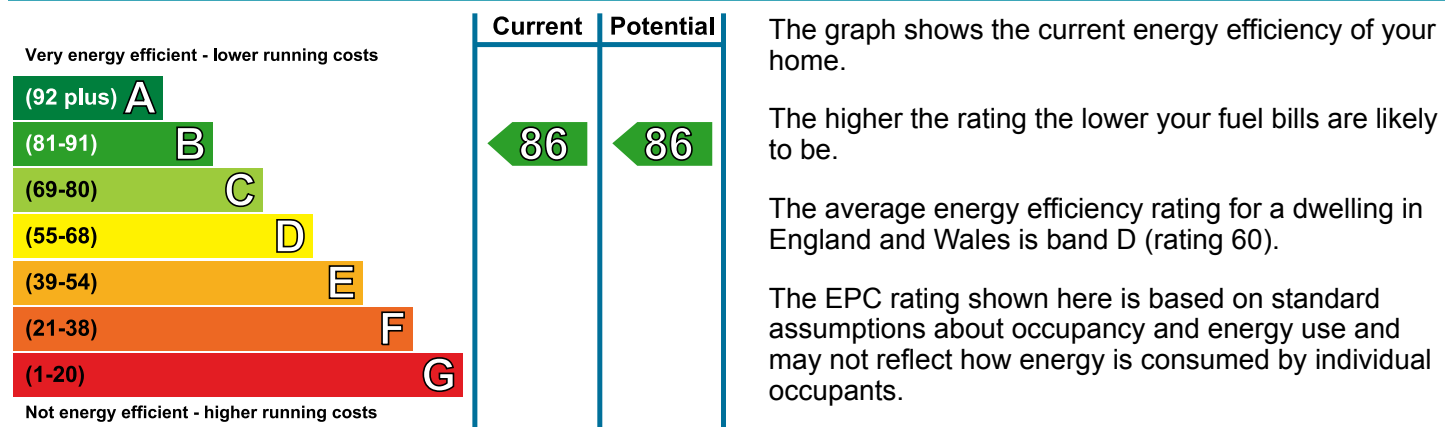 Current Potential
Very energy efficient - lower running costs
(92 plus) A
(81-91) B
86 86
(69-80) C
(55-68) D
(39-54) E
(21-38) F
(1-20) G
Not energy efficient - higher running costs
The graph shows the current energy efficiency of your
home.
The higher the rating the lower your fuel bills are likely
to be.
The average energy efficiency rating for a dwelling in
England and Wales is band D (rating 60).
The EPC rating shown here is based on standard
assumptions about occupancy and energy use and
may not reflect how energy is consumed by individual
occupants.